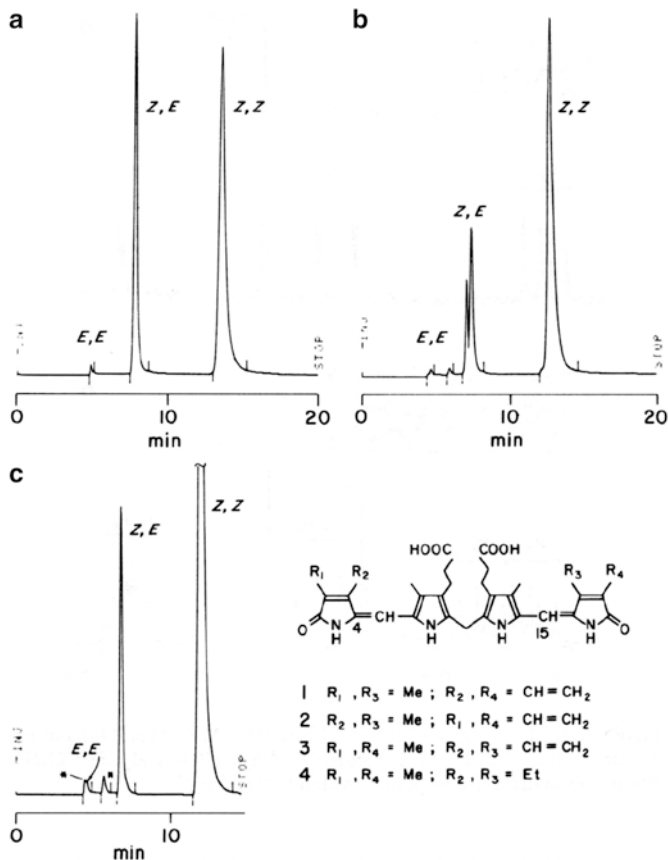 a
Z, E
Z, Z
E, E
STOP
0 10 20
min
b
Z, Z
Z, E
E, E
STOP
0 10 20
min
c
Z, Z
Z, E
E, E
* *
STOP
0 10
min
HOOC COOH
R1 R2 R3 R4
O N H 4 CH N H N H 15 CH N H O
1 R1 , R3 = Me ; R2 , R4 = CH = CH2
2 R2 , R3 = Me ; R1 , R4 = CH = CH2
3 R1 , R4 = Me ; R2 , R3 = CH = CH2
4 R1 , R4 = Me ; R2 , R3 = Et